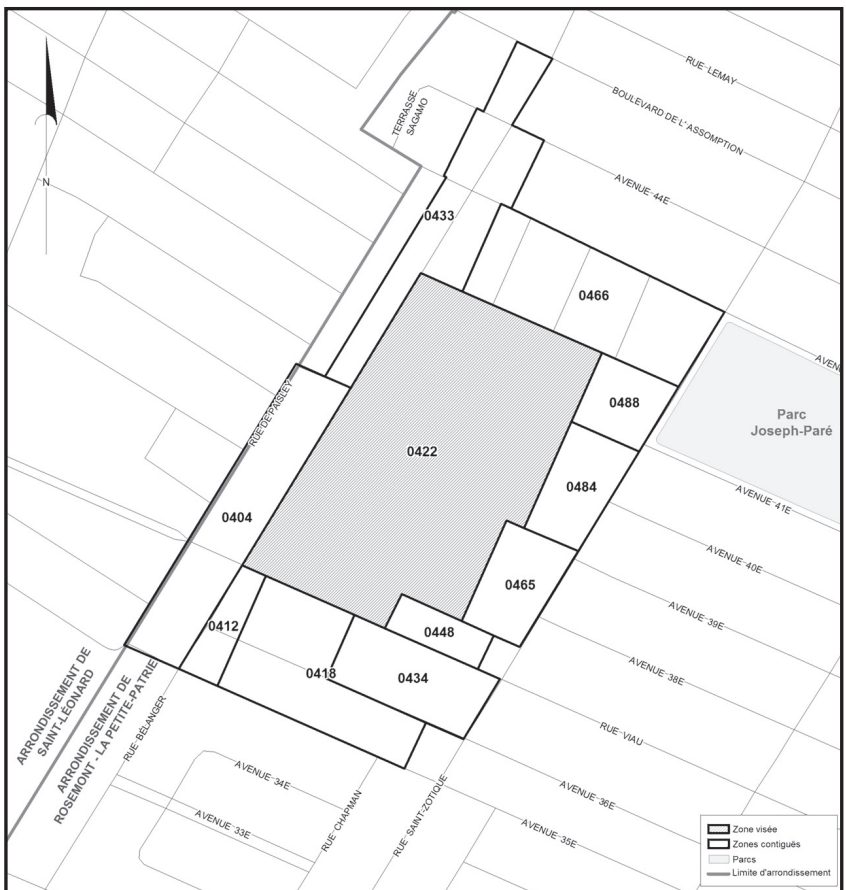 RUE LEMAY
BOULEVARD DE L'ASSOMPTION
TERRASSE
SAGAMO
N
AVENUE 44E
0433
0466
AVEN
RUE DE PAISLEY
0488
Parc
Joseph-Paré
0422
0484
AVENUE 41E
0404
AVENUE 40E
0465
AVENUE 39E
0412
0448
AVENUE 38E
0418
0434
ARRONDISSEMENT DE
SAINT-LÉONARD
ARRONDISSEMENT DE
ROSEMONT - LA PETITE-PATRIE
RUE BÉLANGER
RUE VIAU
AVENUE 34E
AVENUE 36E
AVENUE 33E
RUE CHAPMAN
RUE SAINT-ZOTIQUE
AVENUE 35E
Zone visée
Zones contiguës
Parcs
Limite d'arrondissement